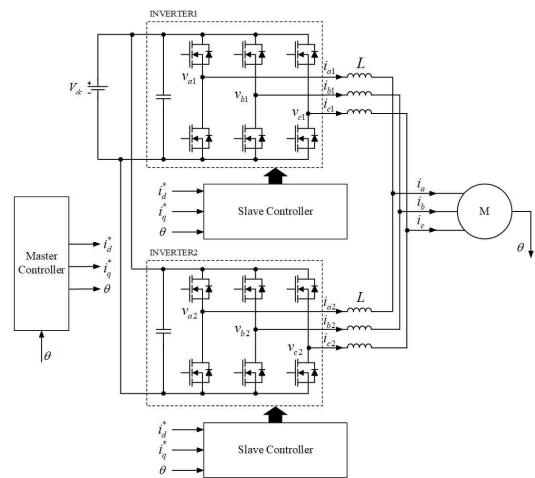 INVERTER1
V_dc
v_a1
v_b1
v_c1
i_a1
i_b1
i_c1
L
i_d^*
i_q^*
θ
Slave Controller
i_a
i_b
i_c
M
θ
Master
Controller
i_d^*
i_q^*
θ
θ
INVERTER2
v_a2
v_b2
v_c2
i_a2
i_b2
i_c2
L
i_d^*
i_q^*
θ
Slave Controller